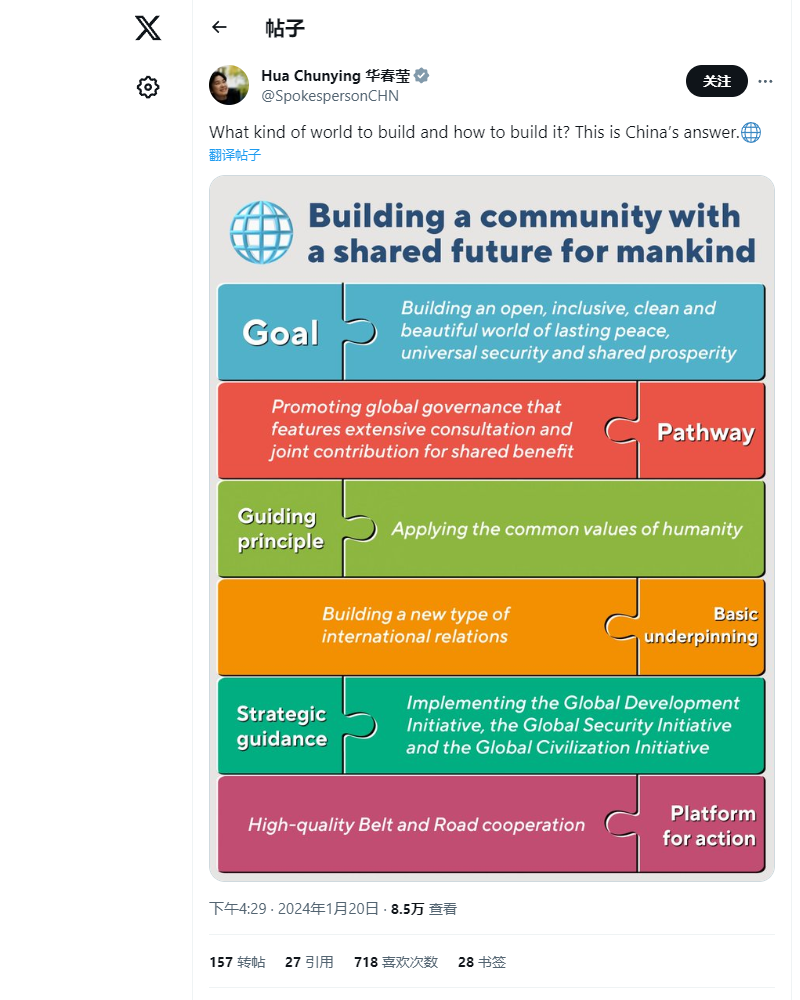 帖子
Hua Chunying 华春莹
@SpokespersonCHN
关注
What kind of world to build and how to build it? This is China's answer.
翻译帖子
Building a community with
a shared future for mankind
Goal
Building an open, inclusive, clean and
beautiful world of lasting peace,
universal security and shared prosperity
Promoting global governance that
features extensive consultation and
joint contribution for shared benefit
Pathway
Guiding
principle
Applying the common values of humanity
Building a new type of
international relations
Basic
underpinning
Strategic
guidance
Implementing the Global Development
Initiative, the Global Security Initiative
and the Global Civilization Initiative
High-quality Belt and Road cooperation
Platform
for action
下午4:29 · 2024年1月20日 · 8.5万 查看
157 转帖 27 引用 718 喜欢次数 28 书签